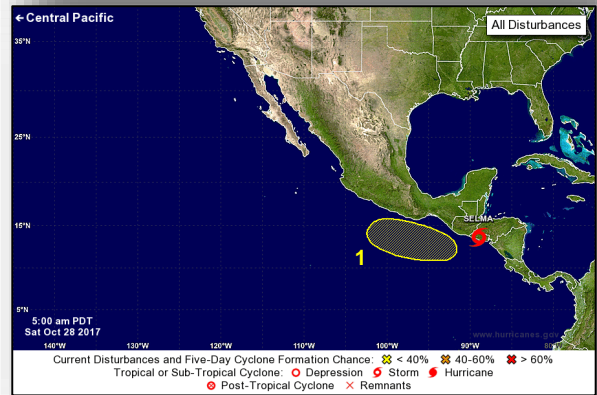 ←Central Pacific
All Disturbances
35°N
25°N
15°N
SELMA
1
5°N
5:00 am PDT
Sat Oct 28 2017
www.hurricanes.gov
140°W 130°W 120°W 110°W 100°W 90°W 80°W
Current Disturbances and Five-Day Cyclone Formation Chance: < 40% 40-60% > 60%
Tropical or Sub-Tropical Cyclone: Depression Storm Hurricane
Post-Tropical Cyclone Remnants